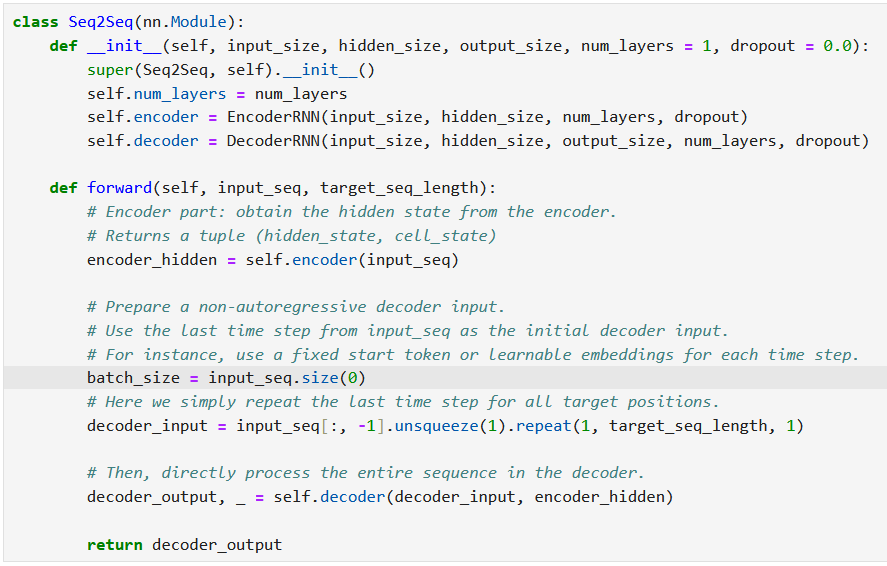 class Seq2Seq(nn.Module):
    def __init__(self, input_size, hidden_size, output_size, num_layers = 1, dropout = 0.0):
        super(Seq2Seq, self).__init__()
        self.num_layers = num_layers
        self.encoder = EncoderRNN(input_size, hidden_size, num_layers, dropout)
        self.decoder = DecoderRNN(input_size, hidden_size, output_size, num_layers, dropout)

    def forward(self, input_seq, target_seq_length):
        # Encoder part: obtain the hidden state from the encoder.
        # Returns a tuple (hidden_state, cell_state)
        encoder_hidden = self.encoder(input_seq)

        # Prepare a non-autoregressive decoder input.
        # Use the last time step from input_seq as the initial decoder input.
        # For instance, use a fixed start token or learnable embeddings for each time step.
        batch_size = input_seq.size(0)
        # Here we simply repeat the last time step for all target positions.
        decoder_input = input_seq[:, -1].unsqueeze(1).repeat(1, target_seq_length, 1)

        # Then, directly process the entire sequence in the decoder.
        decoder_output, _ = self.decoder(decoder_input, encoder_hidden)

        return decoder_output